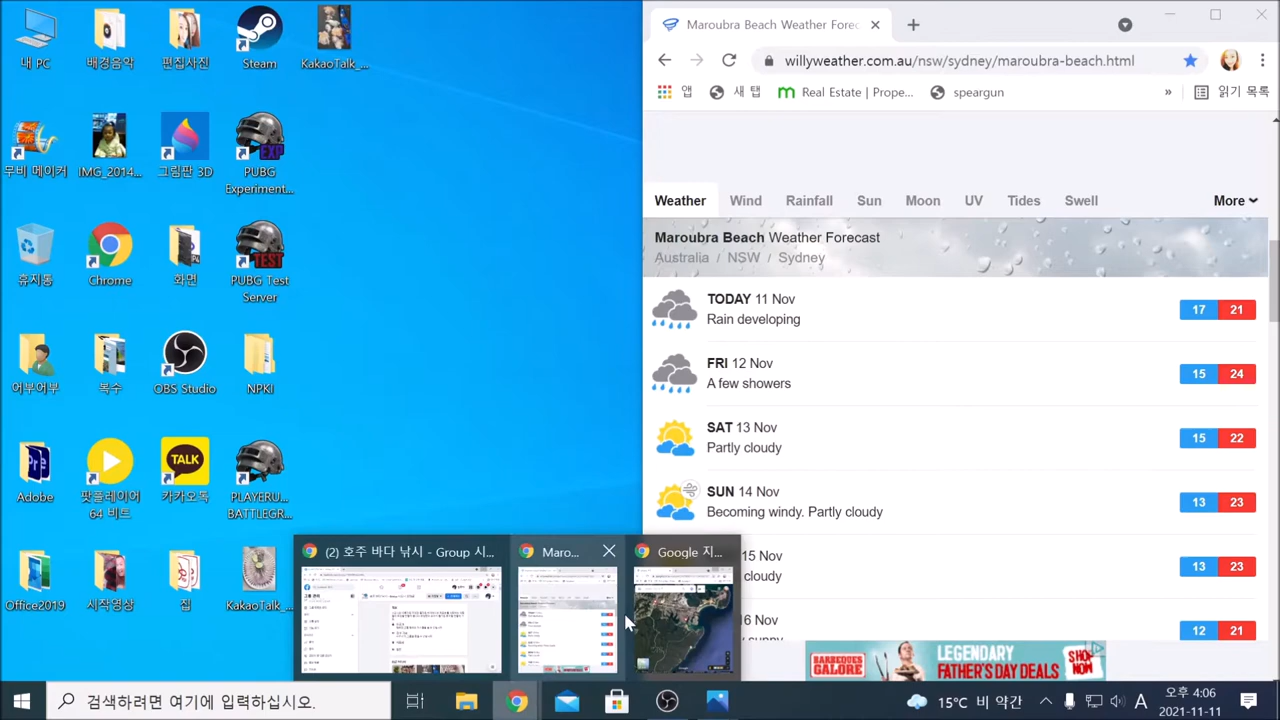 내 PC
배경음악
편집사진
Steam
KakaoTalk_...
무비 메이커
IMG_2014...
그림판 3D
PUBG
Experiment...
EXP
휴지통
Chrome
화면
PUBG Test
Server
TEST
어부어부
복수
OBS Studio
NPKI
Adobe
팟플레이어
64 비트
TALK
카카오톡
PLAYERU...
BATTLEGR...
Office2019
시작영상
집
KakaoTal
Maroubra Beach Weather Forec
willyweather.com.au/nsw/sydney/maroubra-beach.html
앱
새 탭
Real Estate | Prope...
speargun
»
읽기 목록
Weather
Wind
Rainfall
Sun
Moon
UV
Tides
Swell
More
Maroubra Beach Weather Forecast
Australia / NSW / Sydney
TODAY 11 Nov
Rain developing
17 21
FRI 12 Nov
A few showers
15 24
SAT 13 Nov
Partly cloudy
15 22
SUN 14 Nov
Becoming windy. Partly cloudy
13 23
15 Nov
cloudy
13 23
6 Nov
(2) 호주 바다 낚시 - Group 시...
Maro...
Google 지...
BARBEQUES
GALORE
LEGENDARY
FATHER'S DAY DEALS
SHOP
NOW
검색하려면 여기에 입력하십시오.
15°C 비 약간
A
오후 4:06
2021-11-11